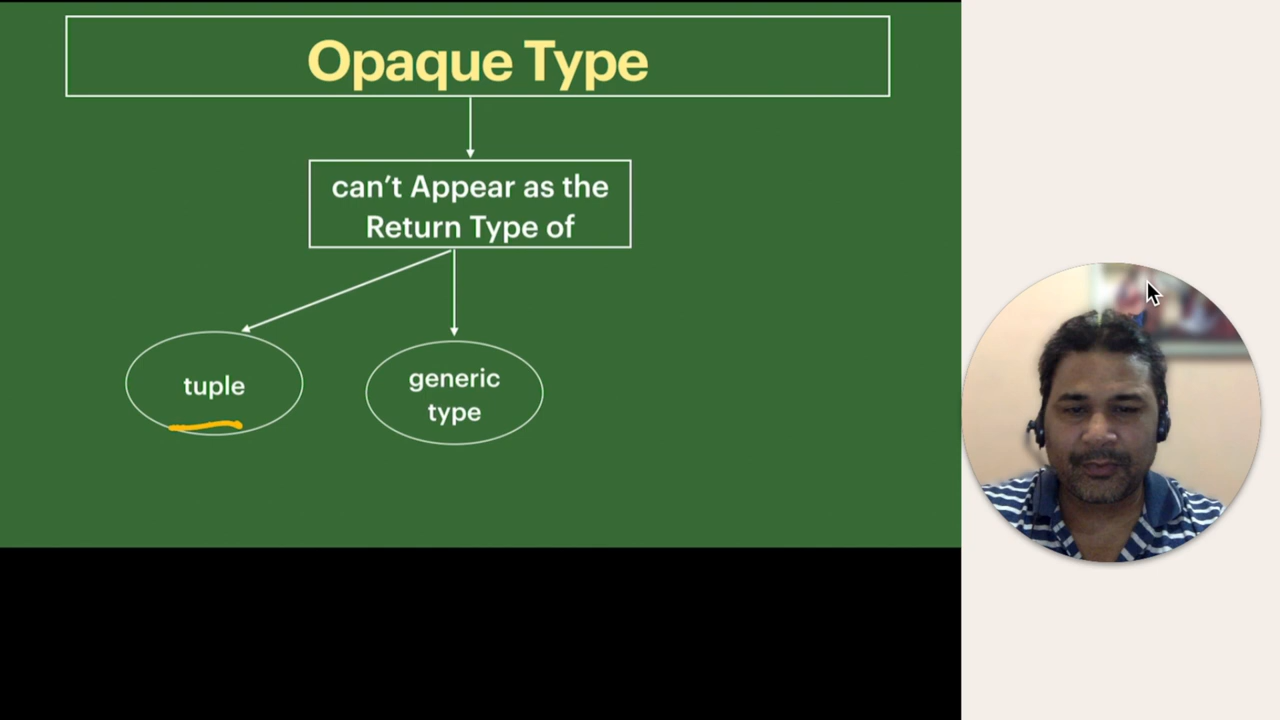 Opaque Type
can't Appear as the
Return Type of
tuple
generic
type